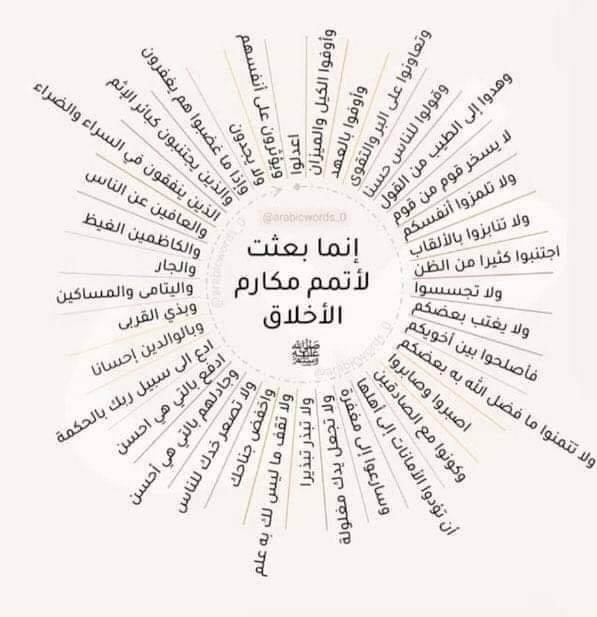 إنما بعثت
لأتمم مكارم
الأخلاق
ﷺ
@arabicwords_0
@arabicwords_0
@arabicwords_0
اعدلوا
وأوفوا الكيل والميزان
وأوفوا بالعهد
وتعاونوا على البر والتقوى
وقولوا للناس حسنا
وهدوا إلى الطيب من القول
لا يسخر قوم من قوم
ولا تلمزوا أنفسكم
ولا تنابزوا بالألقاب
اجتنبوا كثيرا من الظن
ولا تجسسوا
ولا يغتب بعضكم
فأصلحوا بين أخويكم
ولا تتمنوا ما فضل الله به بعضكم
اصبروا وصابروا
وكونوا مع الصادقين
أن تؤدوا الأمانات إلى أهلها
وسارعوا إلى مغفرة
ولا تجعل يدك مغلولة
ولا تبذر تبذيرا
ولا تقف ما ليس لك به علم
واخفض جناحك
ولا تصعر خدك للناس
وجادلهم بالتي هي أحسن
ادفع بالتي هي احسن
ادع الى سبيل ربك بالحكمة
وبالوالدين إحسانا
وبذي القربى
واليتامى والمساكين
والجار
والكاظمين الغيظ
والعافين عن الناس
الذين ينفقون في السراء والضراء
والذين يجتنبون كبائر الإثم
وإذا ما غضبوا هم يغفرون
ولا يجدون
ويؤثرون على أنفسهم